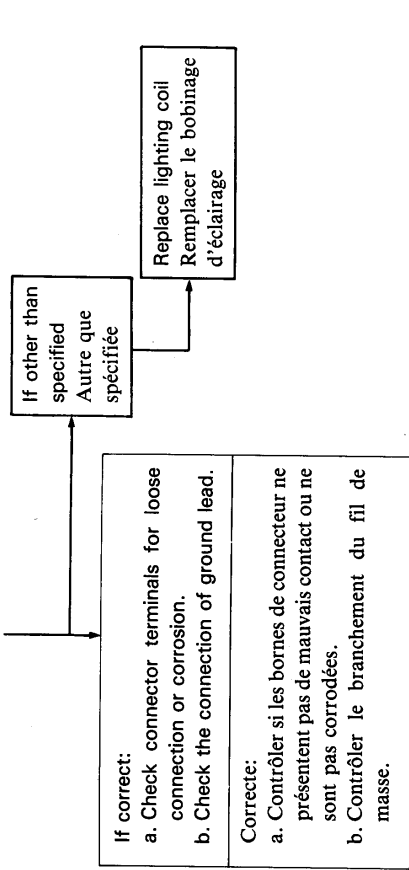 If other than
specified
Autre que
spécifiée
Replace lighting coil
Remplacer le bobinage
d'éclairage
If correct:
a. Check connector terminals for loose
connection or corrosion.
b. Check the connection of ground lead.
Correcte:
a. Contrôler si les bornes de connecteur ne
présentent pas de mauvais contact ou ne
sont pas corrodées.
b. Contrôler le branchement du fil de
masse.